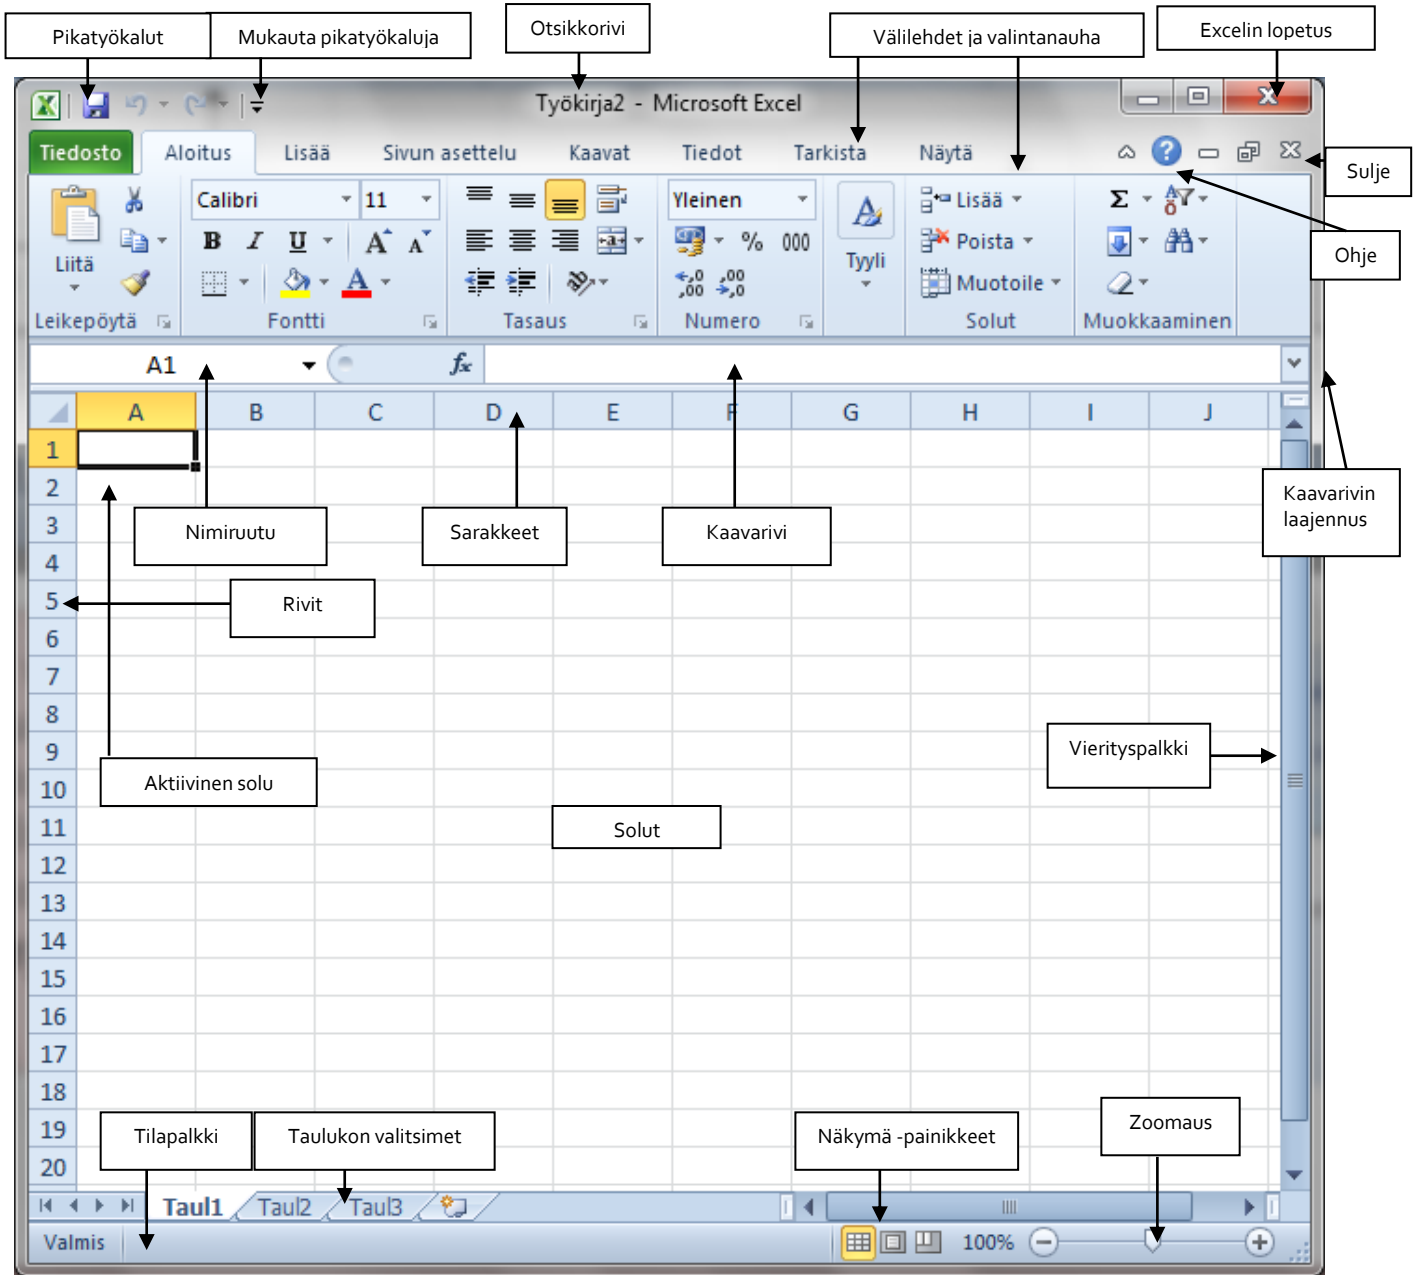 Pikatyökalut
Mukauta pikatyökaluja
Otsikkorivi
Välilehdet ja valintanauha
Excelin lopetus
Työkirja2 - Microsoft Excel
Tiedosto Aloitus Lisää Sivun asettelu Kaavat Tiedot Tarkista Näytä
Sulje
Calibri 11 Yleinen Lisää Σ
B I U A A % 000 Poista
Liitä Tyyli
A ,0 ,00 ,00 ,0 Muotoile
Ohje
Leikepöytä Fontti Tasaus Numero Solut Muokkaaminen
A1 fx
A B C D E F G H I J
1
2
3
4
5
6
7
8
9
10
11
12
13
14
15
16
17
18
19
20
Nimiruutu
Sarakkeet
Kaavarivi
Kaavarivin
laajennus
Rivit
Vierityspalkki
Aktiivinen solu
Solut
Tilapalkki
Taulukon valitsimet
Näkymä -painikkeet
Zoomaus
Taul1 Taul2 Taul3
Valmis 100%